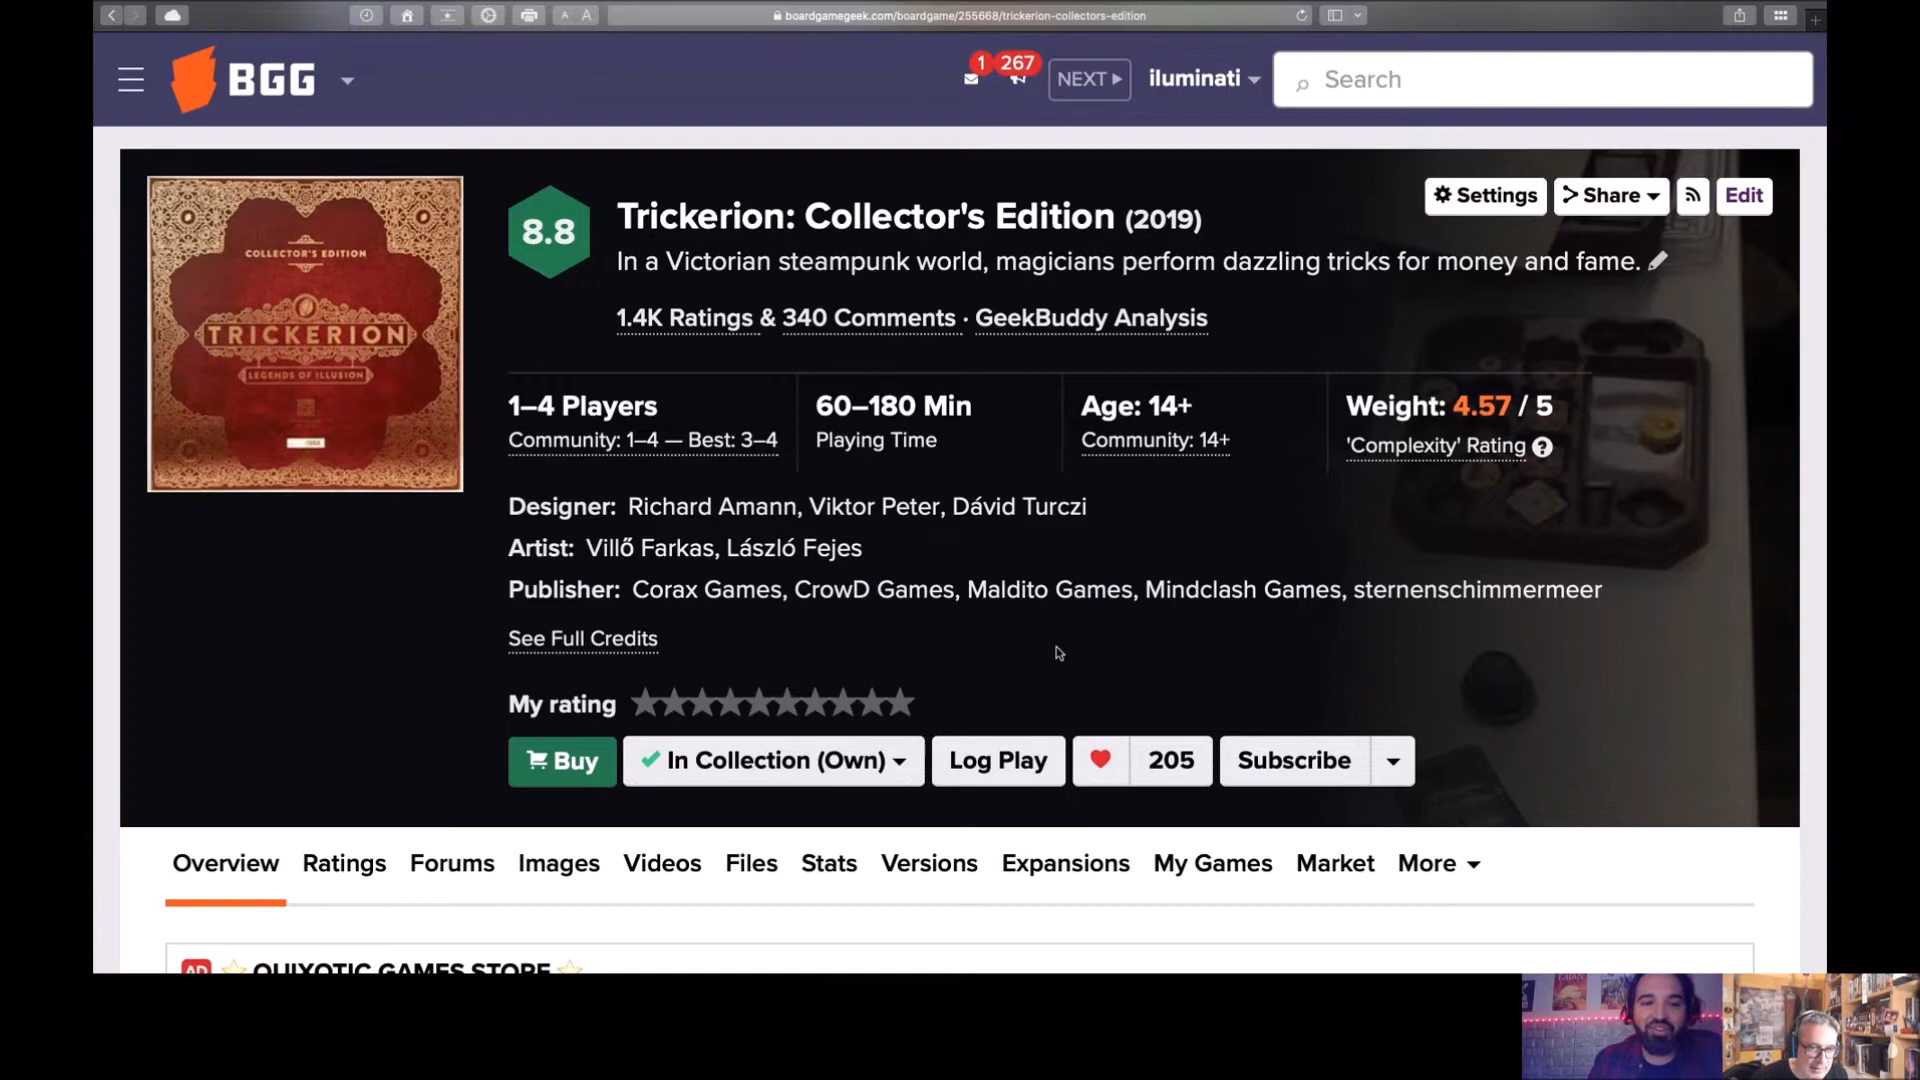 boardgamegeek.com/boardgame/255668/trickerion-collectors-edition
A A
BGG
1 267
NEXT
iluminati
Search
Settings
Share
Edit
COLLECTOR'S EDITION
TRICKERION
LEGENDS OF ILLUSION
8.8
Trickerion: Collector's Edition (2019)
In a Victorian steampunk world, magicians perform dazzling tricks for money and fame.
1.4K Ratings & 340 Comments · GeekBuddy Analysis
1–4 Players
Community: 1–4 — Best: 3–4
60–180 Min
Playing Time
Age: 14+
Community: 14+
Weight: 4.57 / 5
'Complexity' Rating ?
Designer: Richard Amann, Viktor Peter, Dávid Turczi
Artist: Villő Farkas, László Fejes
Publisher: Corax Games, CrowD Games, Maldito Games, Mindclash Games, sternenschimmermeer
See Full Credits
My rating
Buy
In Collection (Own)
Log Play
205
Subscribe
Overview Ratings Forums Images Videos Files Stats Versions Expansions My Games Market More
AD QUIXOTIC GAMES STORE